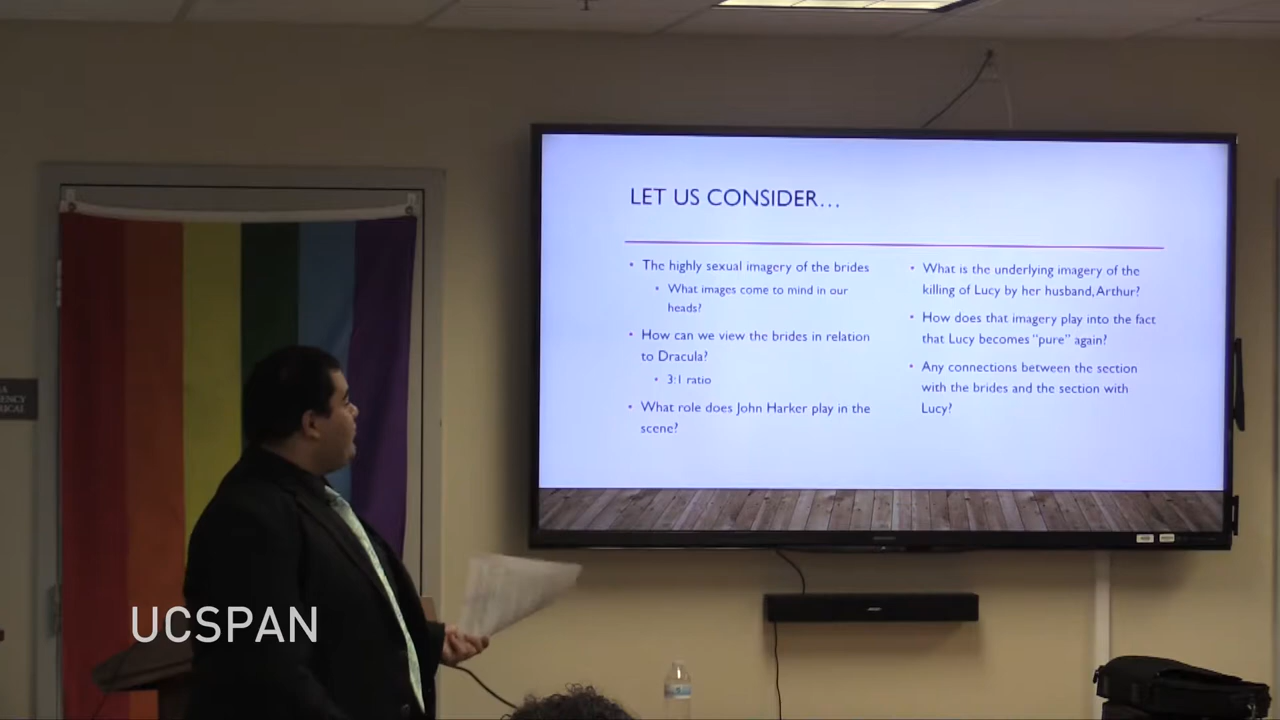 LET US CONSIDER...
• The highly sexual imagery of the brides
• What images come to mind in our
heads?
• How can we view the brides in relation
to Dracula?
• 3:1 ratio
• What role does John Harker play in the
scene?
• What is the underlying imagery of the
killing of Lucy by her husband, Arthur?
• How does that imagery play into the fact
that Lucy becomes "pure" again?
• Any connections between the section
with the brides and the section with
Lucy?
UCSPAN